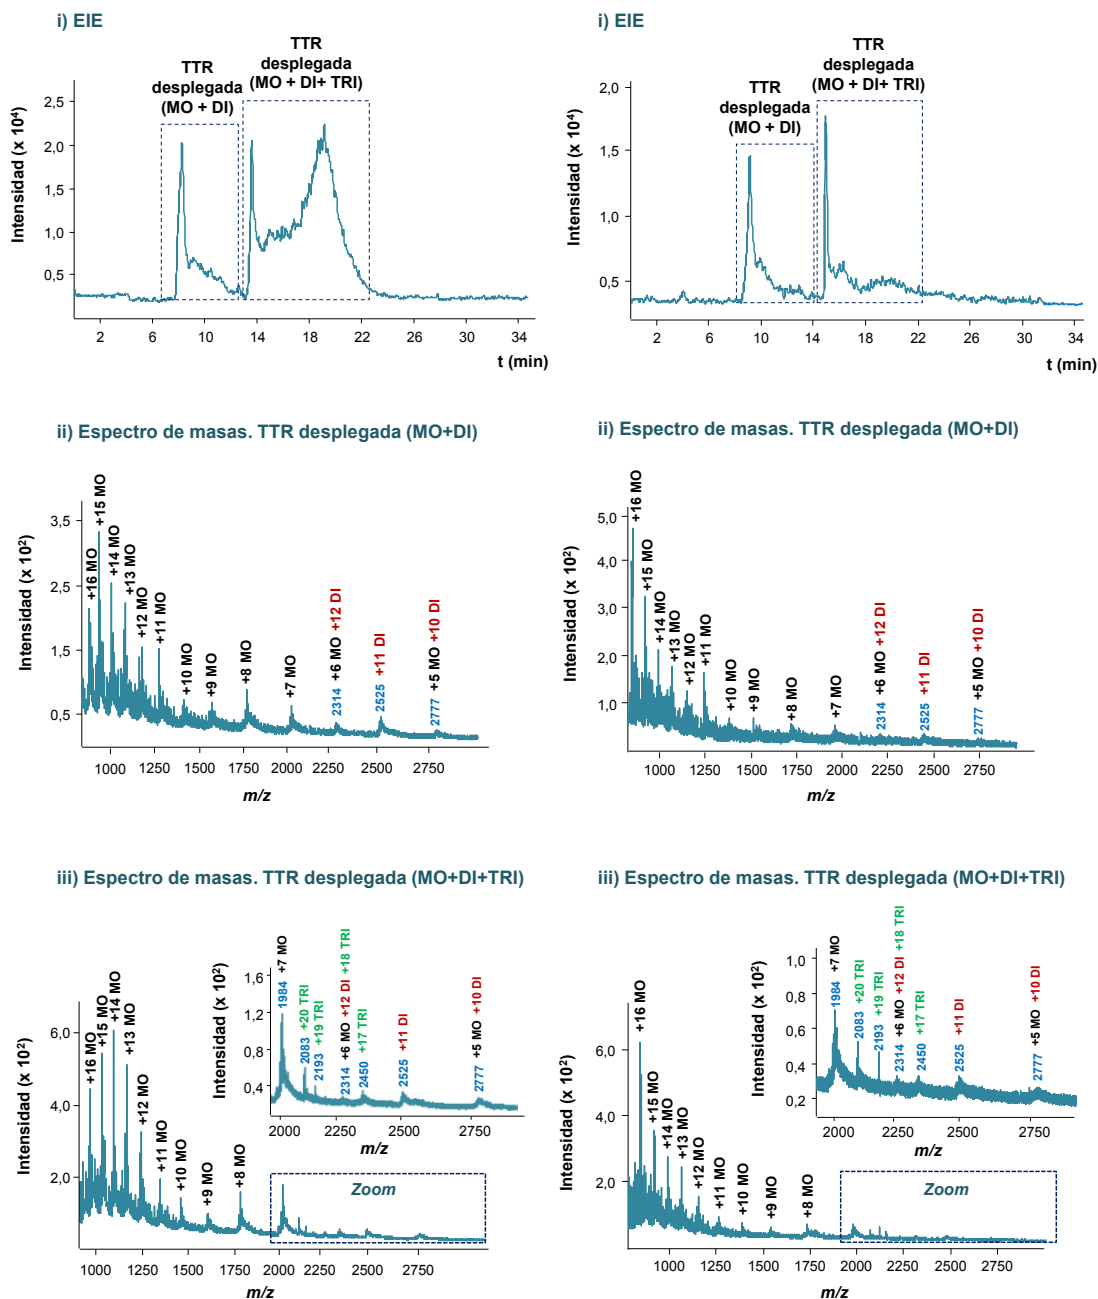 i) EIE
TTR
desplegada
(MO + DI)
TTR
desplegada
(MO + DI+ TRI)
Intensidad (x 10⁴)
2,5
2,0
1,5
1,0
0,5
2
6
10
14
18
22
26
30
34
t (min)
i) EIE
TTR
desplegada
(MO + DI)
TTR
desplegada
(MO + DI+ TRI)
Intensidad (x 10⁴)
2,0
1,5
1,0
0,5
2
6
10
14
18
22
26
30
34
t (min)
ii) Espectro de masas. TTR desplegada (MO+DI)
Intensidad (x 10²)
3,5
2,5
1,5
0,5
+16 MO
+15 MO
+14 MO
+13 MO
+12 MO
+11 MO
+10 MO
+9 MO
+8 MO
+7 MO
2314 +6 MO +12 DI
2525 +11 DI
2777 +5 MO +10 DI
1000
1250
1500
1750
2000
2250
2500
2750
m/z
ii) Espectro de masas. TTR desplegada (MO+DI)
Intensidad (x 10²)
5,0
4,0
3,0
2,0
1,0
+16 MO
+15 MO
+14 MO
+13 MO
+12 MO
+11 MO
+10 MO
+9 MO
+8 MO
+7 MO
2314 +6 MO +12 DI
2525 +11 DI
2777 +5 MO +10 DI
1000
1250
1500
1750
2000
2250
2500
2750
m/z
iii) Espectro de masas. TTR desplegada (MO+DI+TRI)
Intensidad (x 10²)
6,0
4,0
2,0
+16 MO
+15 MO
+14 MO
+13 MO
+12 MO
+11 MO
+10 MO
+9 MO
+8 MO
Zoom
1000
1250
1500
1750
2000
2250
2500
2750
m/z
Intensidad (x 10²)
1,6
1,2
0,8
0,4
1984 +7 MO
2083 +20 TRI
2193 +19 TRI
2314 +6 MO +12 DI +18 TRI
2450 +17 TRI
2525 +11 DI
2777 +5 MO +10 DI
2000
2250
2500
2750
m/z
iii) Espectro de masas. TTR desplegada (MO+DI+TRI)
Intensidad (x 10²)
6,0
4,0
2,0
+16 MO
+15 MO
+14 MO
+13 MO
+12 MO
+11 MO
+10 MO
+9 MO
+8 MO
Zoom
1000
1250
1500
1750
2000
2250
2500
2750
m/z
Intensidad (x 10²)
1,0
0,8
0,6
0,4
0,2
1984 +7 MO
2083 +20 TRI
2193 +19 TRI
2314 +6 MO +12 DI +18 TRI
2450 +17 TRI
2525 +11 DI
2777 +5 MO +10 DI
2000
2250
2500
2750
m/z